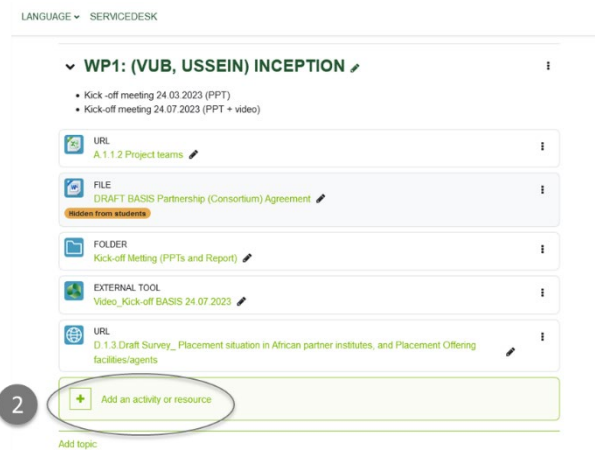 LANGUAGE SERVICEDESK
WP1: (VUB, USSEIN) INCEPTION
Kick -off meeting 24.03.2023 (PPT)
Kick-off meeting 24.07.2023 (PPT + video)
URL
A.1.1.2 Project teams
FILE
DRAFT BASIS Partnership (Consortium) Agreement
Hidden from students
FOLDER
Kick-off Metting (PPTs and Report)
EXTERNAL TOOL
Video_Kick-off BASIS 24.07.2023
URL
D.1.3.Draft Survey_ Placement situation in African partner institutes, and Placement Offering
facilities/agents
2
Add an activity or resource
Add topic